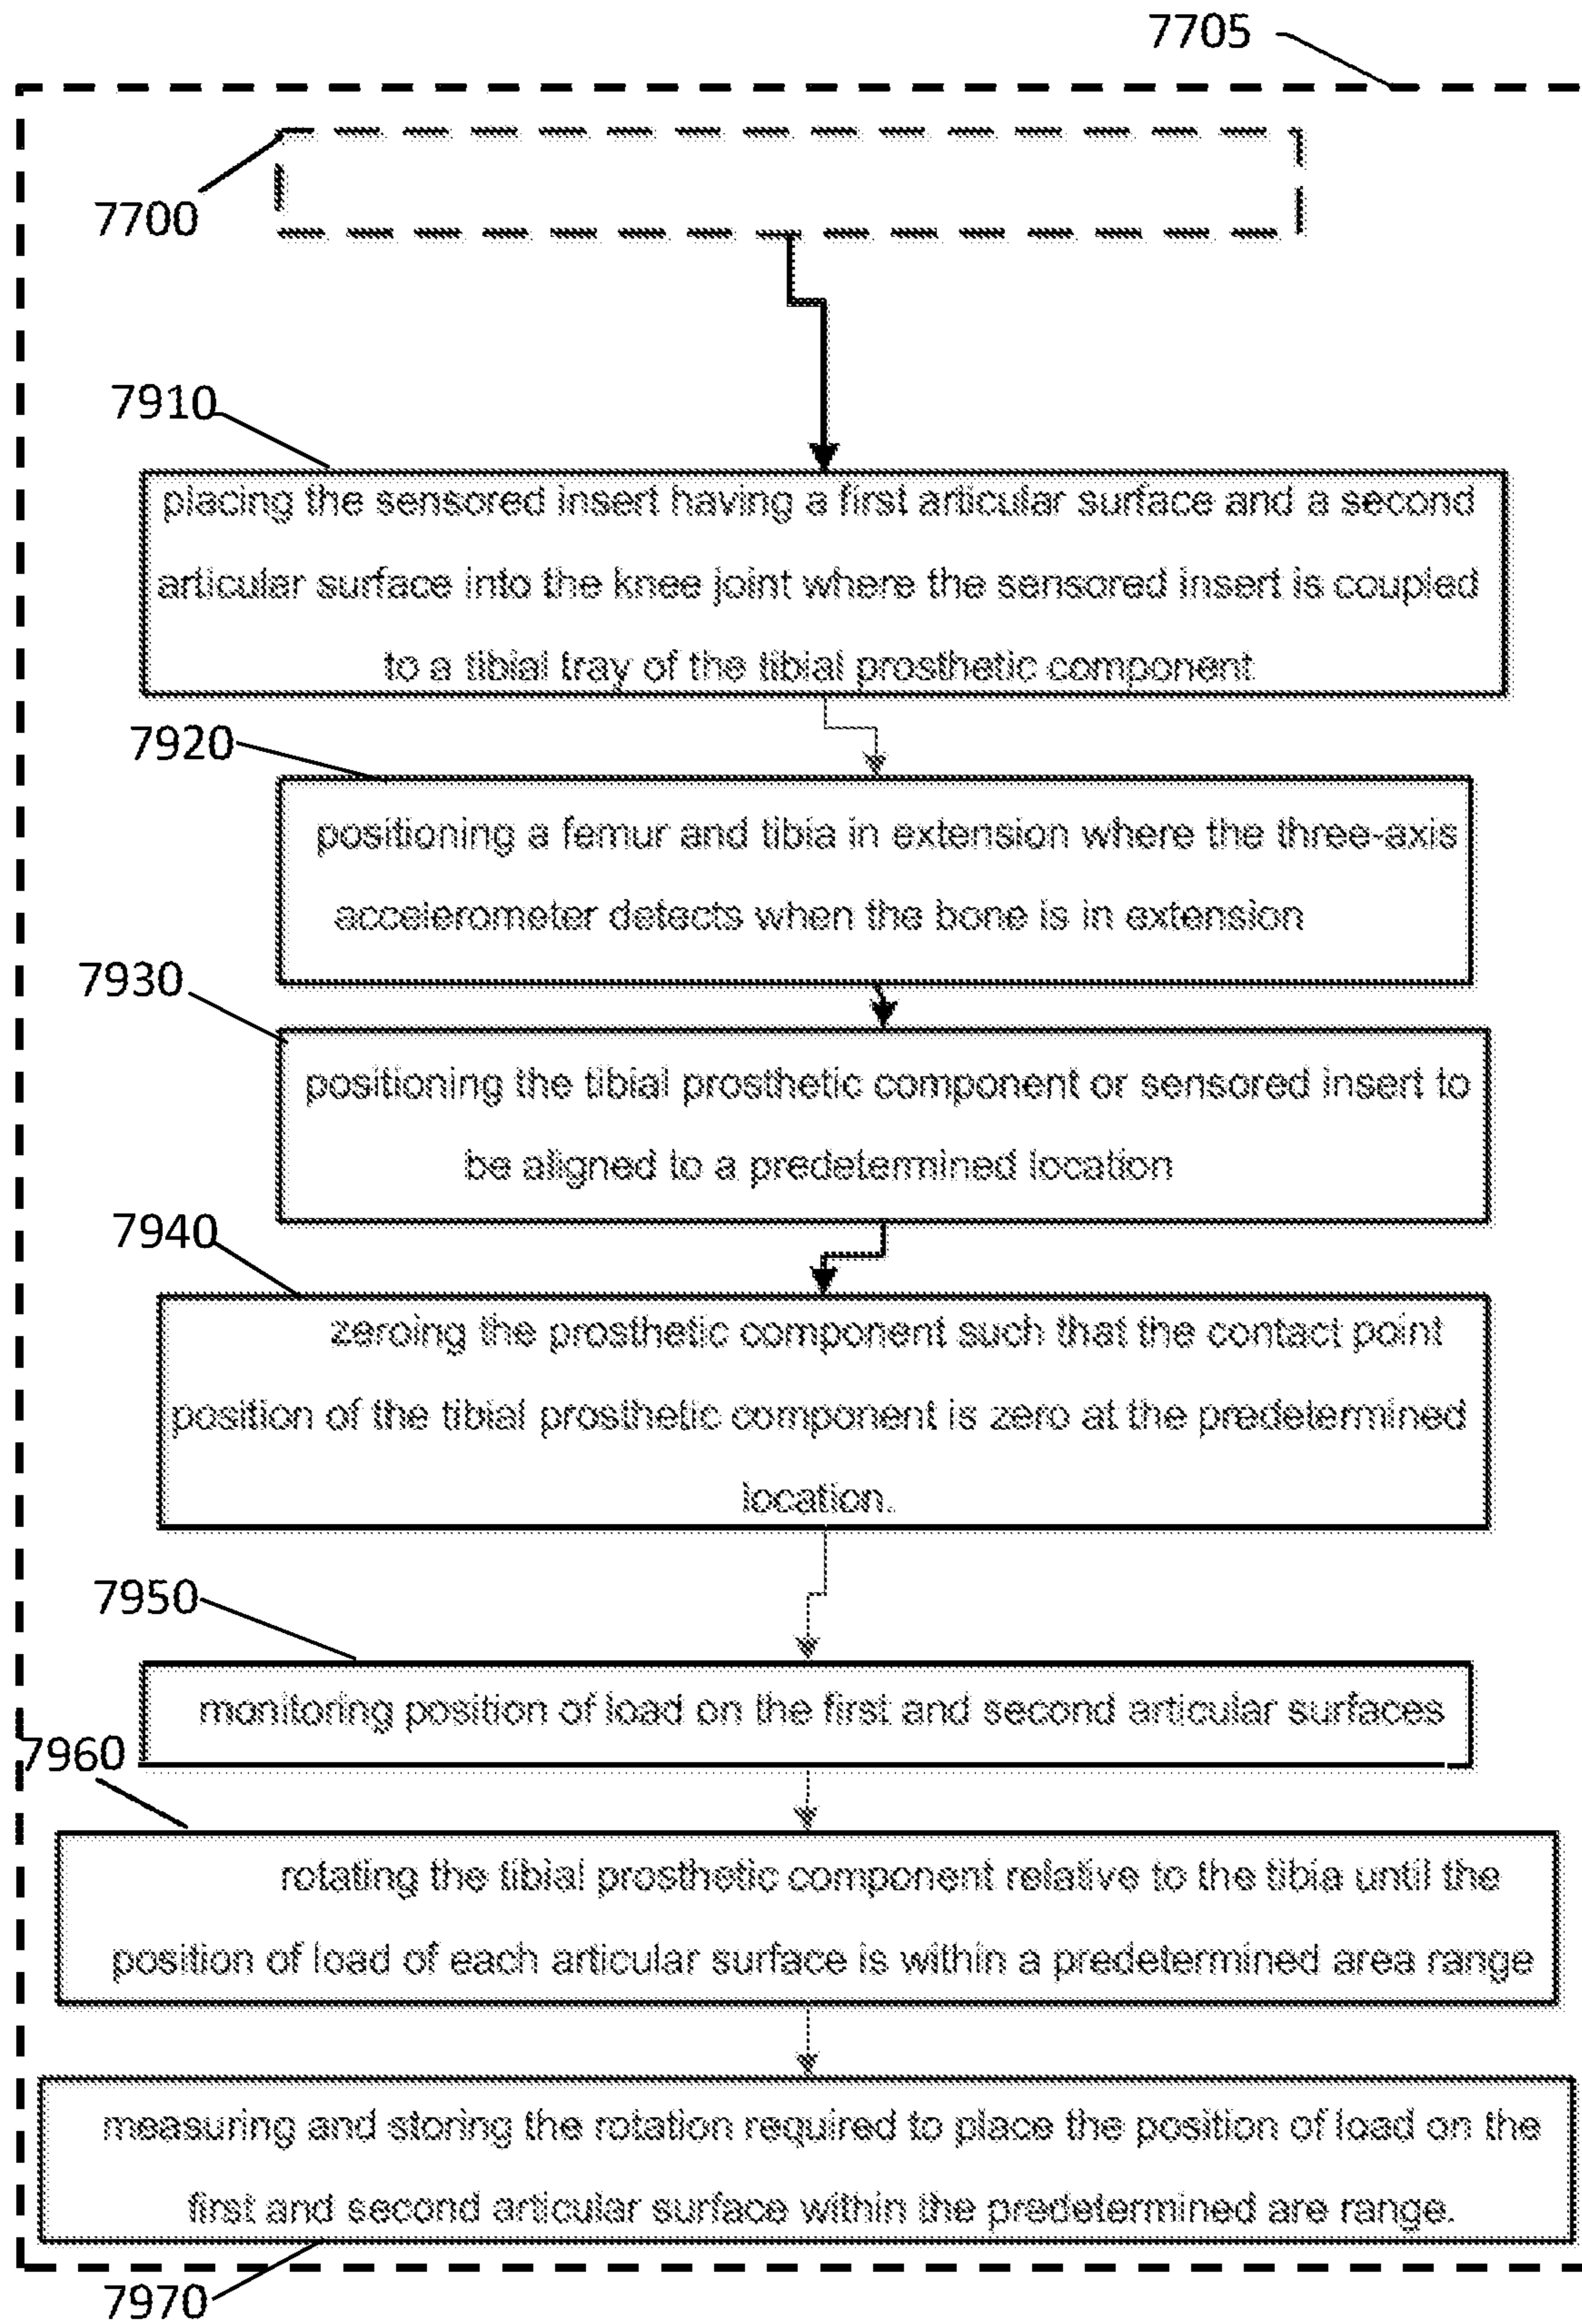 7705
7700
7910
placing the sensored insert having a first articular surface and a second
articular surface into the knee joint where the sensored insert is coupled
to a tibial tray of the tibial prosthetic component
7920
positioning a femur and tibia in extension where the three-axis
accelerometer detects when the bone is in extension
7930
positioning the tibial prosthetic component or sensored insert to
be aligned to a predetermined location
7940
zeroing the prosthetic component such that the contact point
position of the tibial prosthetic component is zero at the predetermined
location.
7950
monitoring position of load on the first and second articular surfaces
7960
rotating the tibial prosthetic component relative to the tibia until the
position of load of each articular surface is within a predetermined area range
measuring and storing the rotation required to place the position of load on the
first and second articular surface within the predetermined are range.
7970